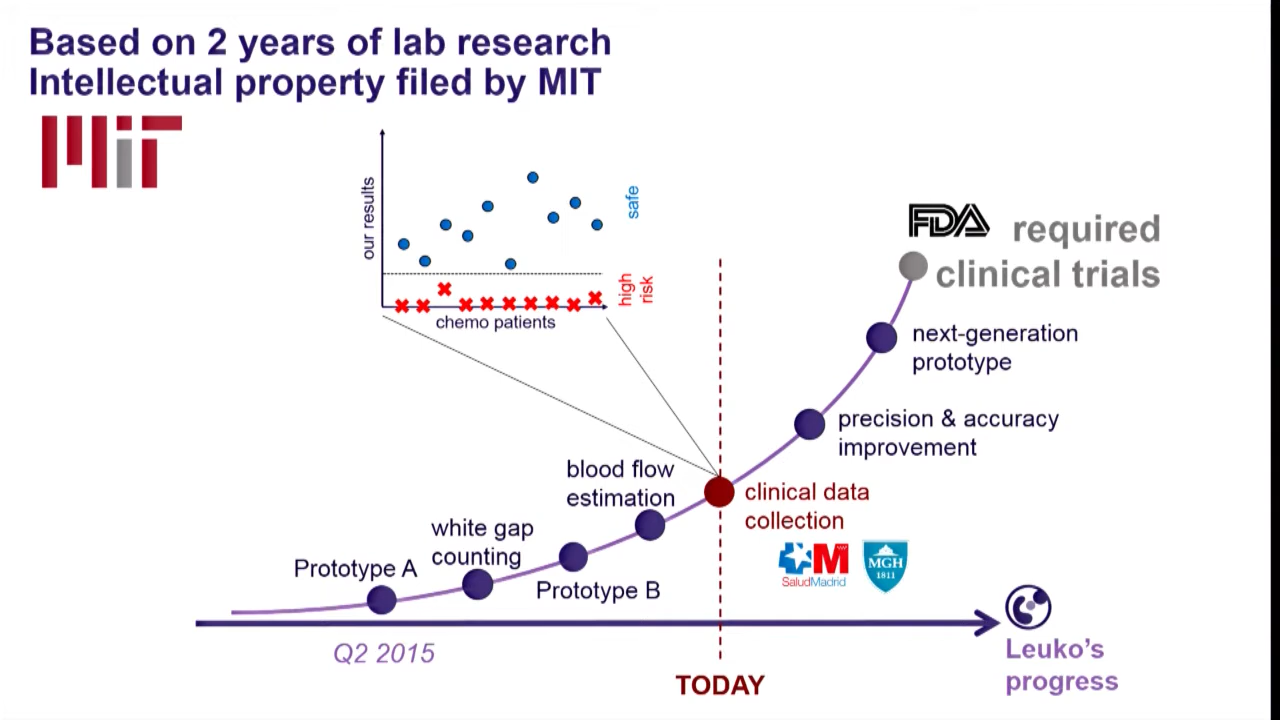 Based on 2 years of lab research
Intellectual property filed by MIT
MIT
our results
safe
high
risk
chemo patients
FDA
required
clinical trials
next-generation
prototype
precision & accuracy
improvement
blood flow
estimation
clinical data
collection
white gap
counting
Prototype A
Prototype B
M
SaludMadrid
MGH
1811
Q2 2015
TODAY
Leuko's
progress